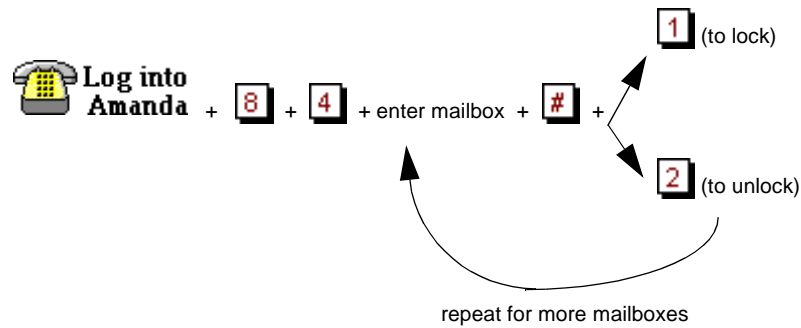 Log into
Amanda + 8 + 4 + enter mailbox + # +
1 (to lock)
2 (to unlock)
repeat for more mailboxes